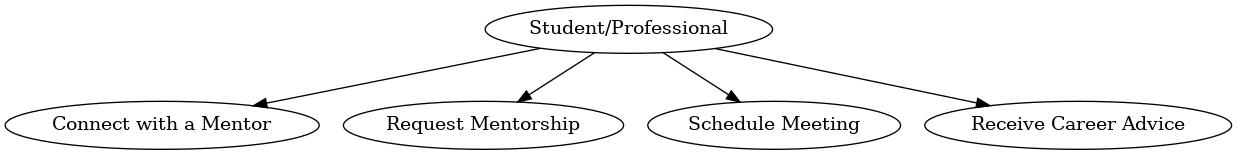 Student/Professional
Connect with a Mentor
Request Mentorship
Schedule Meeting
Receive Career Advice